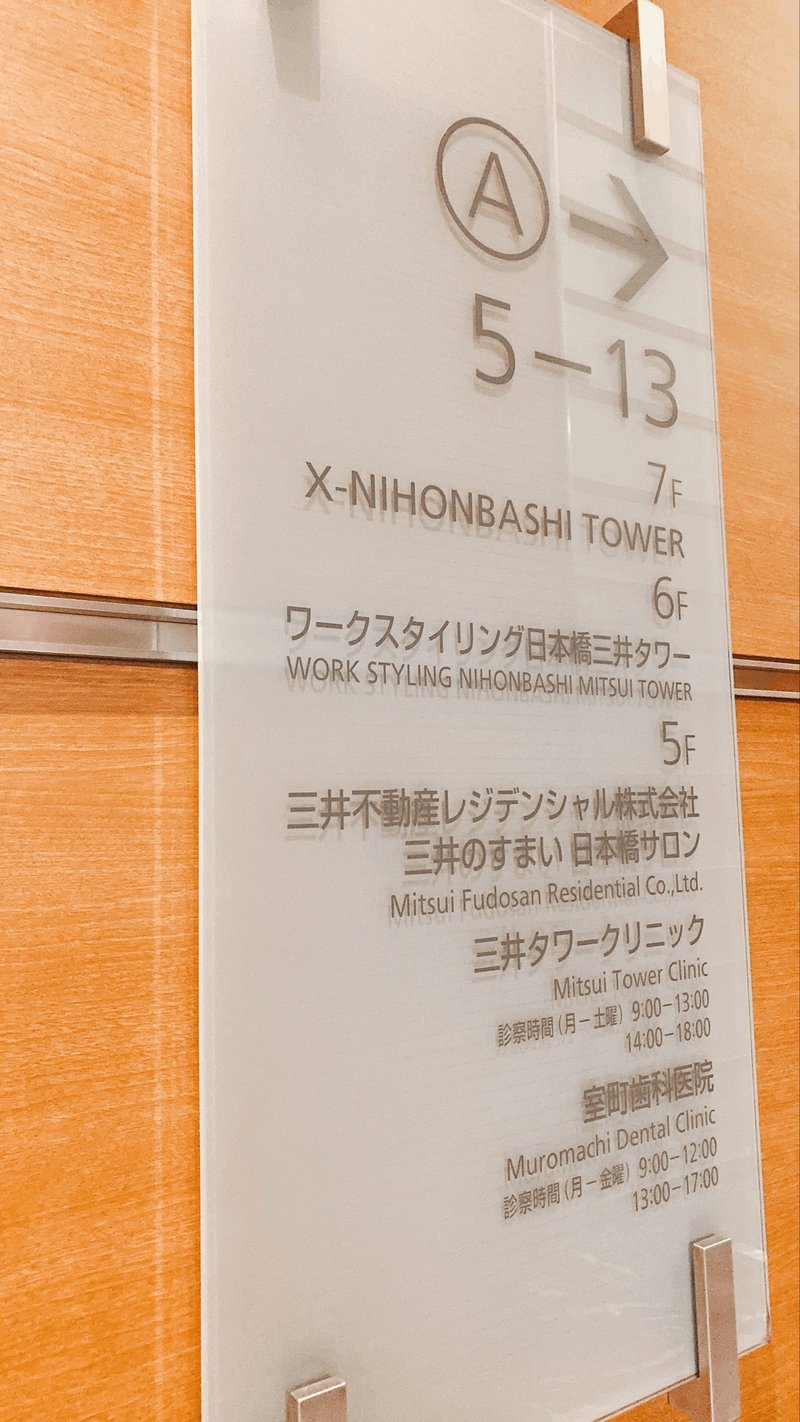 A →
5-13
7F
X-NIHONBASHI TOWER
6F
ワークスタイリング日本橋三井タワー
WORK STYLING NIHONBASHI MITSUI TOWER
5F
三井不動産レジデンシャル株式会社
三井のすまい 日本橋サロン
Mitsui Fudosan Residential Co.,Ltd.
三井タワークリニック
Mitsui Tower Clinic
診察時間(月-土曜) 9:00-13:00
14:00-18:00
室町歯科医院
Muromachi Dental Clinic
診察時間(月-金曜) 9:00-12:00
13:00-17:00